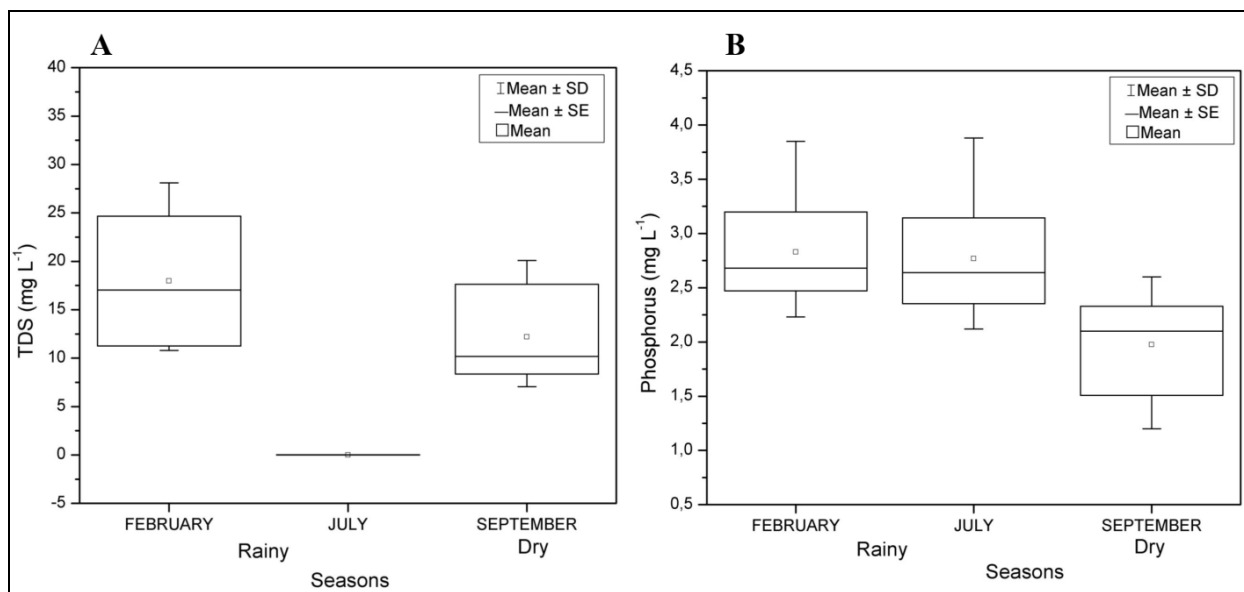 A
40
35
30
25
20
15
10
5
0
-5
TDS (mg L⁻¹)
Mean ± SD
Mean ± SE
Mean
FEBRUARY JULY SEPTEMBER
Rainy Dry
Seasons
B
4,5
4,0
3,5
3,0
2,5
2,0
1,5
1,0
0,5
Phosphorus (mg L⁻¹)
Mean ± SD
Mean ± SE
Mean
FEBRUARY JULY SEPTEMBER
Rainy Dry
Seasons